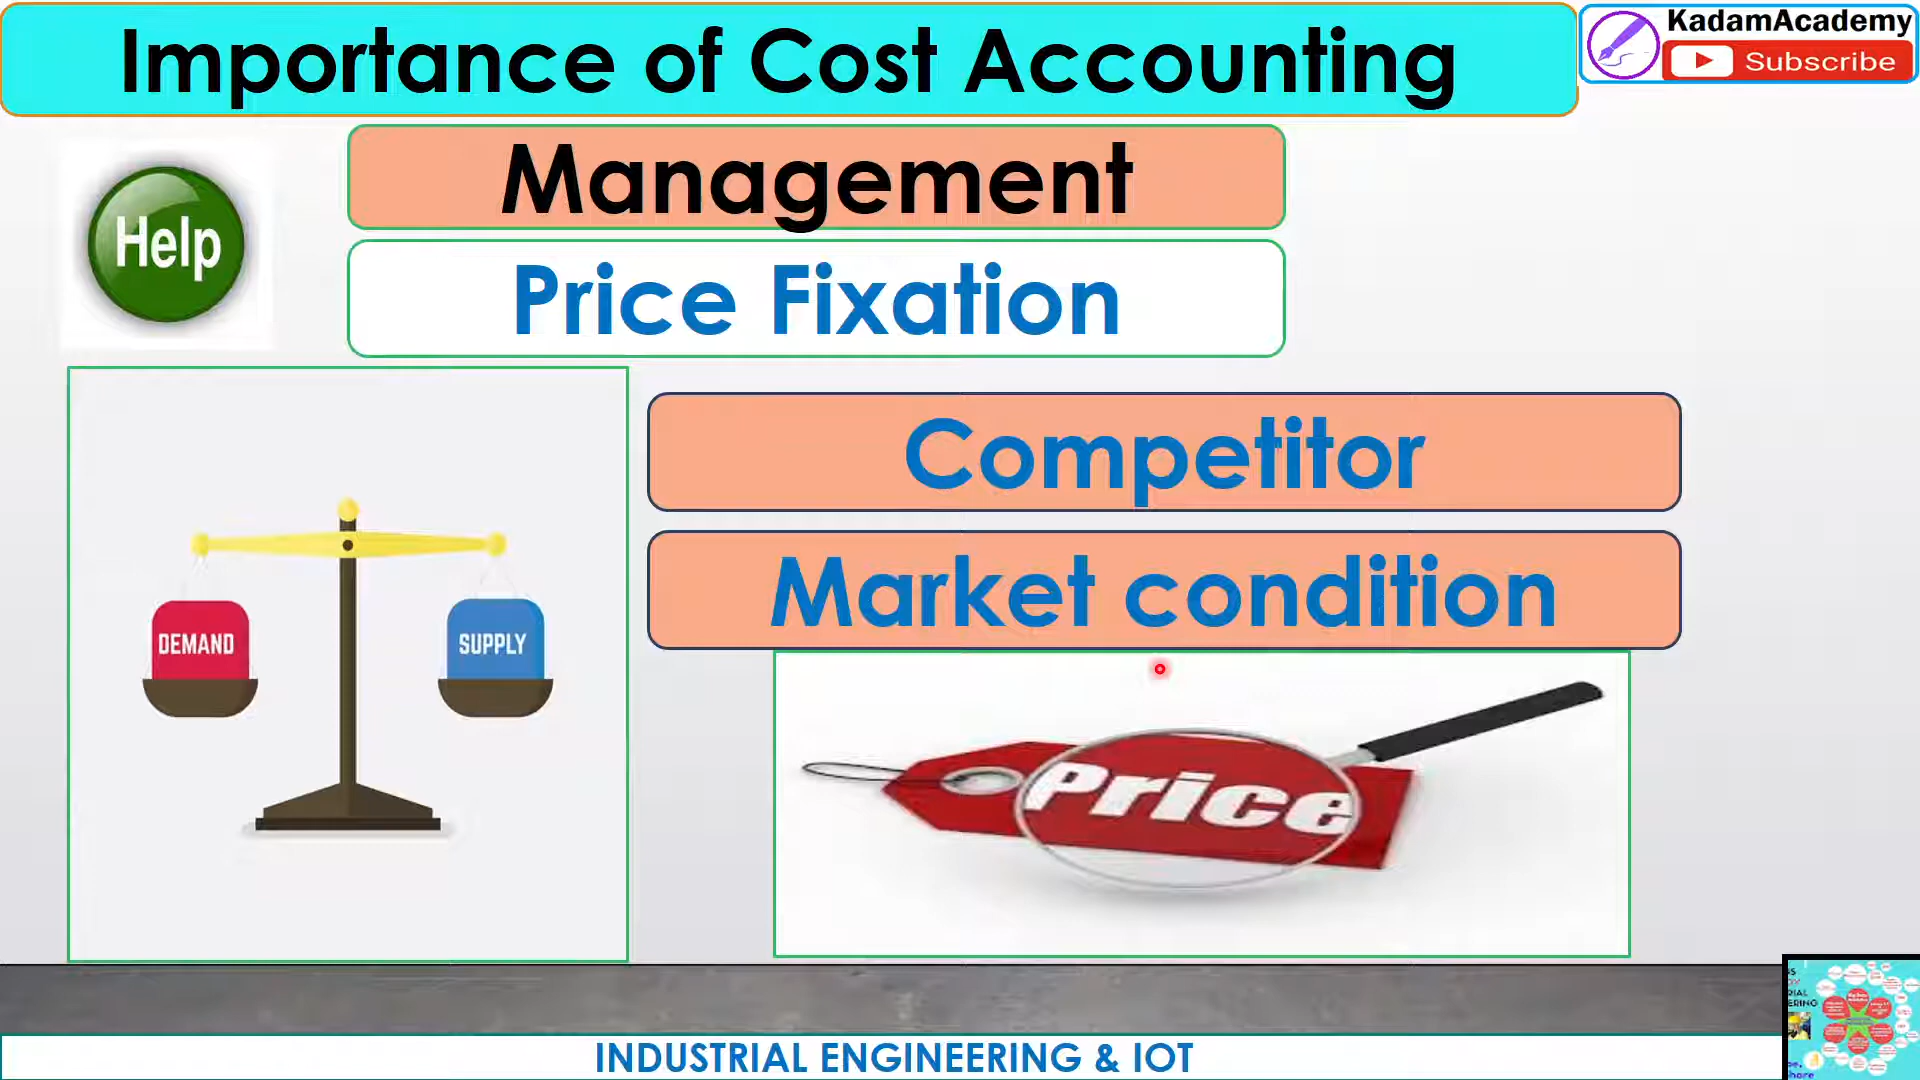 Importance of Cost Accounting
KadamAcademy
Subscribe
Help
Management
Price Fixation
Competitor
Market condition
DEMAND
SUPPLY
Price
INDUSTRIAL ENGINEERING & IOT